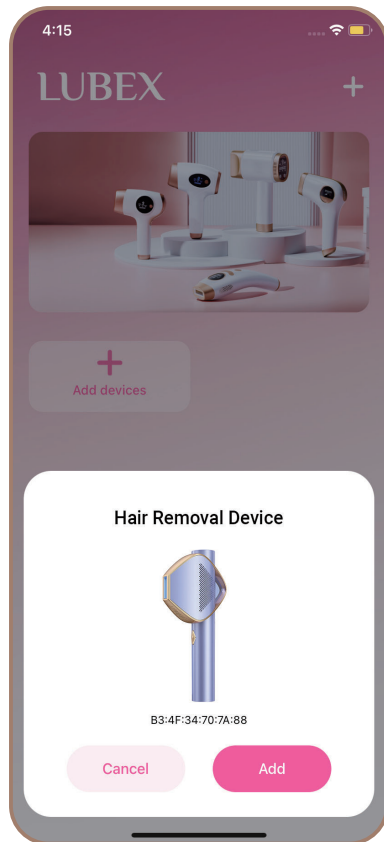 4:15
LUBEX
Add devices
Hair Removal Device
B3:4F:34:70:7A:88
Cancel
Add